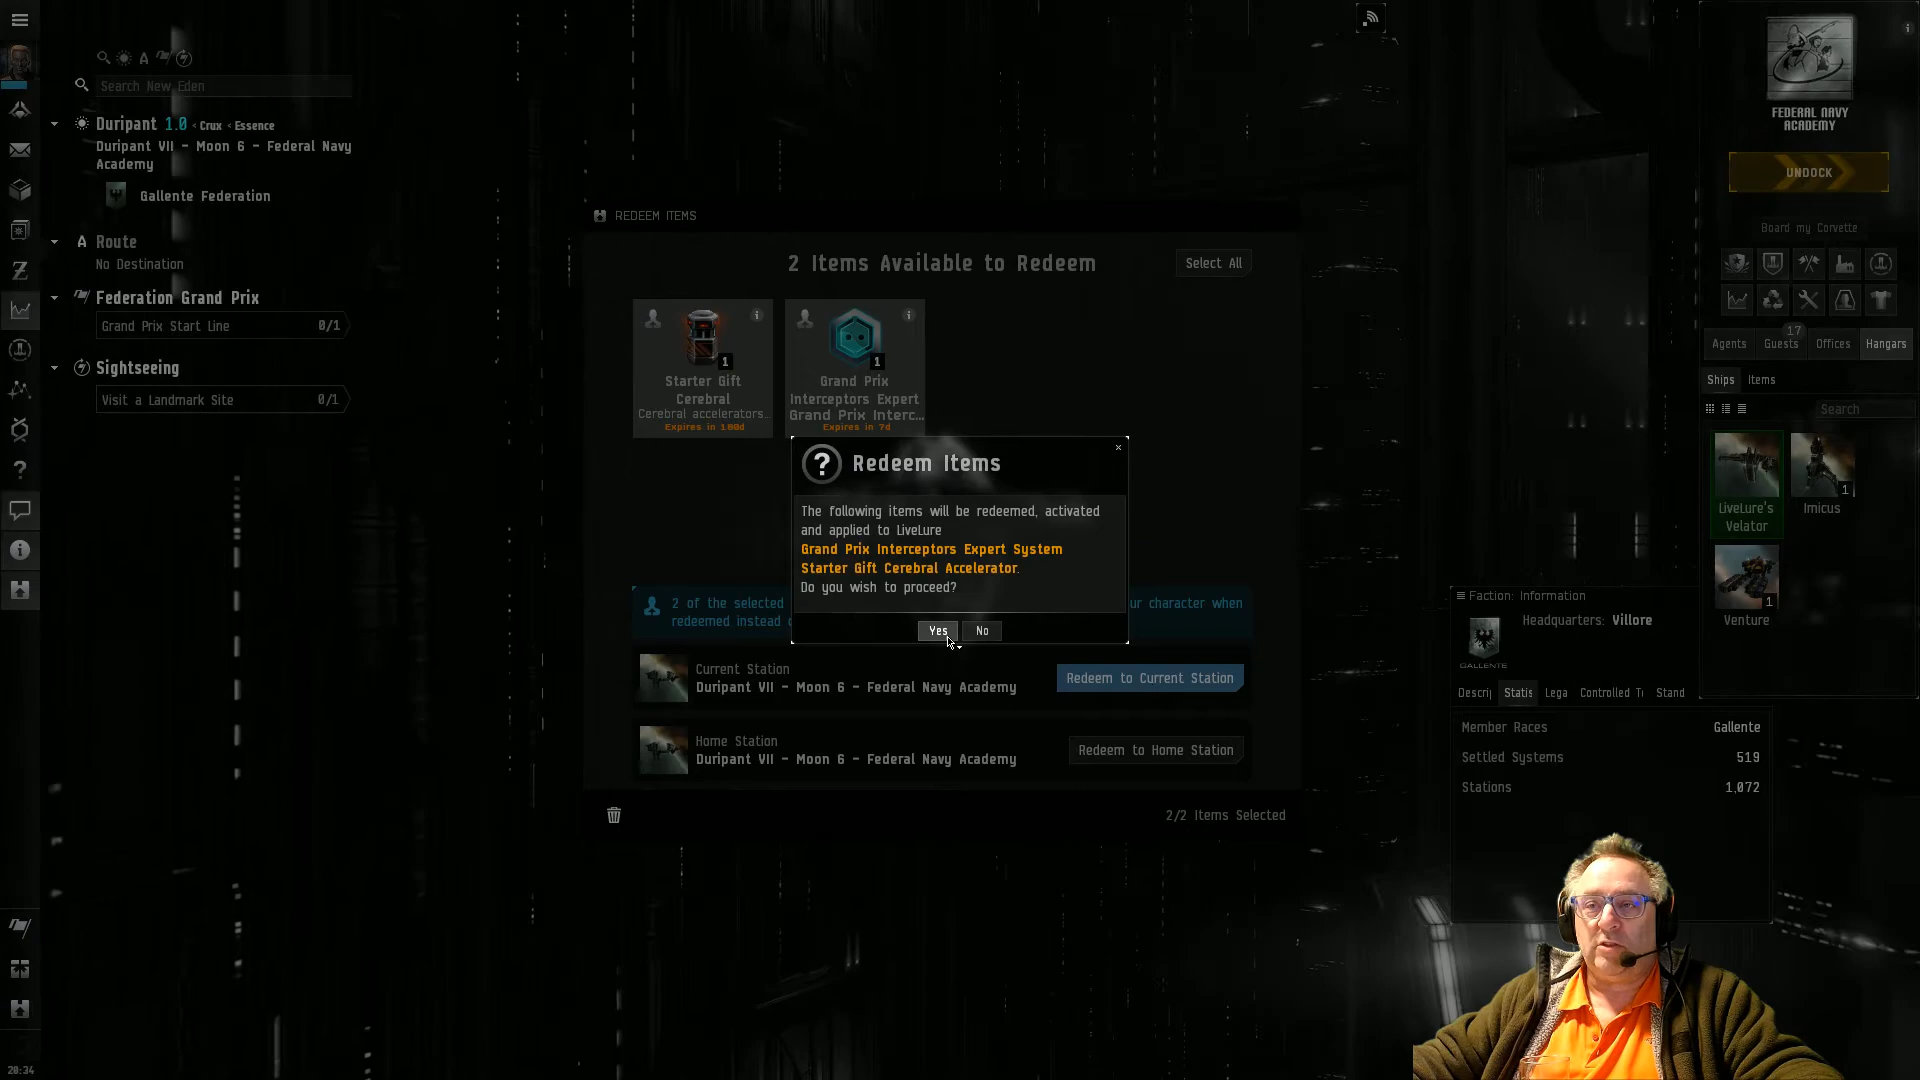 Search New Eden
Duripant 1.0 < Crux < Essence
Duripant VII - Moon 6 - Federal Navy
Academy
Gallente Federation
Route
No Destination
Federation Grand Prix
Grand Prix Start Line 0/1
Sightseeing
Visit a Landmark Site 0/1
20:34
REDEEM ITEMS
2 Items Available to Redeem
Select All
1
Starter Gift
Cerebral
Cerebral accelerators...
Expires in 180d
1
Grand Prix
Interceptors Expert
Grand Prix Interc...
Expires in 7d
Redeem Items
The following items will be redeemed, activated
and applied to LiveLure
Grand Prix Interceptors Expert System
Starter Gift Cerebral Accelerator.
Do you wish to proceed?
Yes
No
2 of the selected
ur character when
redeemed instead
Current Station
Duripant VII - Moon 6 - Federal Navy Academy
Redeem to Current Station
Home Station
Duripant VII - Moon 6 - Federal Navy Academy
Redeem to Home Station
2/2 Items Selected
FEDERAL NAVY
ACADEMY
UNDOCK
Board my Corvette
17
Agents Guests Offices Hangars
Ships Items
Search
LiveLure's
Velator
1
Imicus
1
Venture
Faction: Information
Headquarters: Villore
GALLENTE
Descri Statis Lega Controlled T Stand
Member Races Gallente
Settled Systems 519
Stations 1,072